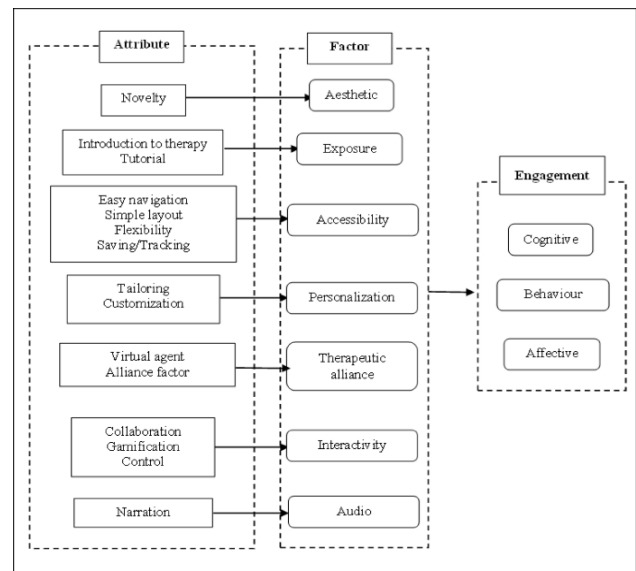 Attribute
Novelty
Introduction to therapy
Tutorial
Easy navigation
Simple layout
Flexibility
Saving/Tracking
Tailoring
Customization
Virtual agent
Alliance factor
Collaboration
Gamification
Control
Narration
Factor
Aesthetic
Exposure
Accessibility
Personalization
Therapeutic
alliance
Interactivity
Audio
Engagement
Cognitive
Behaviour
Affective